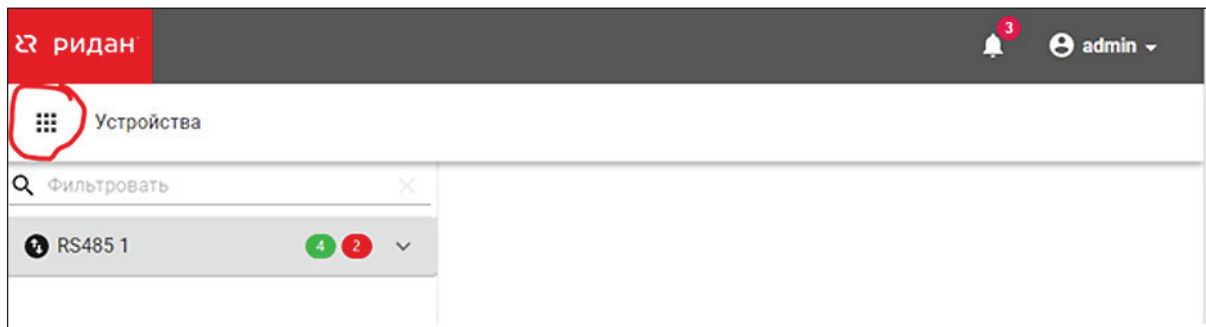 ридан
3
admin
Устройства
Фильтровать
RS485 1 4 2